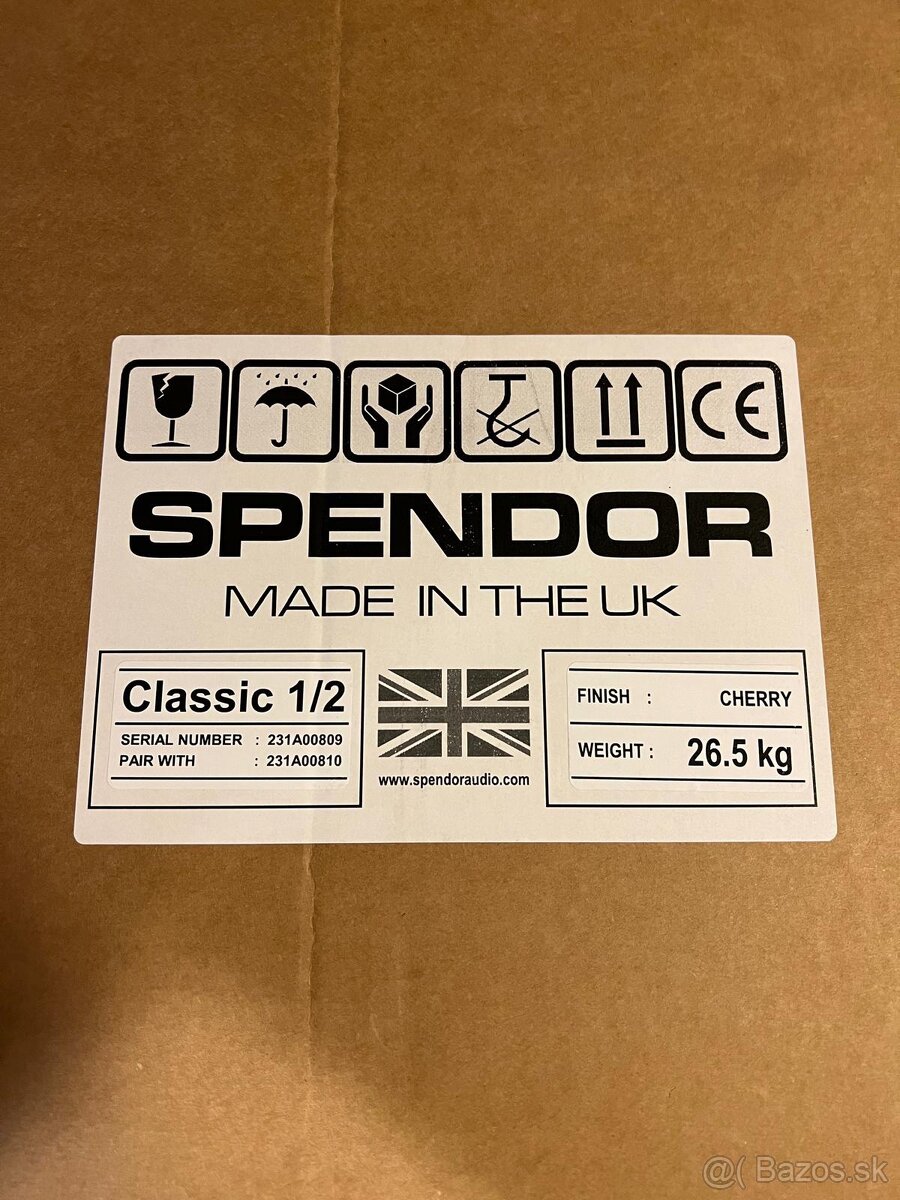 CE
SPENDOR
MADE IN THE UK
Classic 1/2
SERIAL NUMBER : 231A00809
PAIR WITH : 231A00810
www.spendoraudio.com
FINISH : CHERRY
WEIGHT : 26.5 kg
@( Bazos.sk